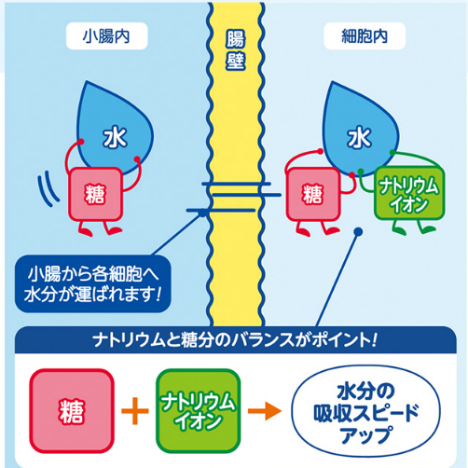 小腸内
腸壁
細胞内
水
糖
水
糖
ナトリウム
イオン
小腸から各細胞へ
水分が運ばれます!
ナトリウムと糖分のバランスがポイント!
糖
+
ナトリウム
イオン
水分の
吸収スピード
アップ